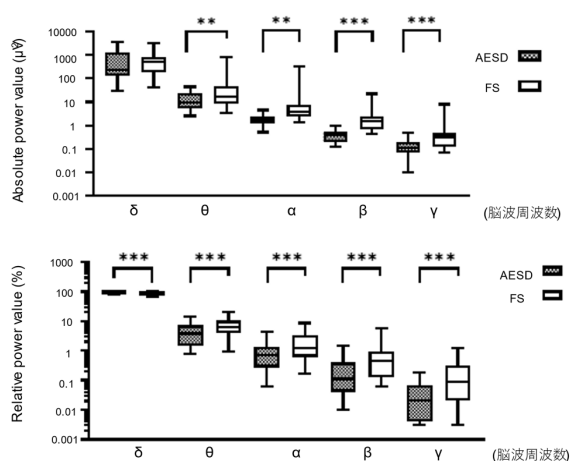 Absolute power value (μV²)
10000
1000
100
10
1
0.1
0.01
0.001
** ** *** ***
AESD
FS
δ θ α β γ (脳波周波数)
Relative power value (%)
1000
100
10
1
0.1
0.01
0.001
*** *** *** *** ***
AESD
FS
δ θ α β γ (脳波周波数)